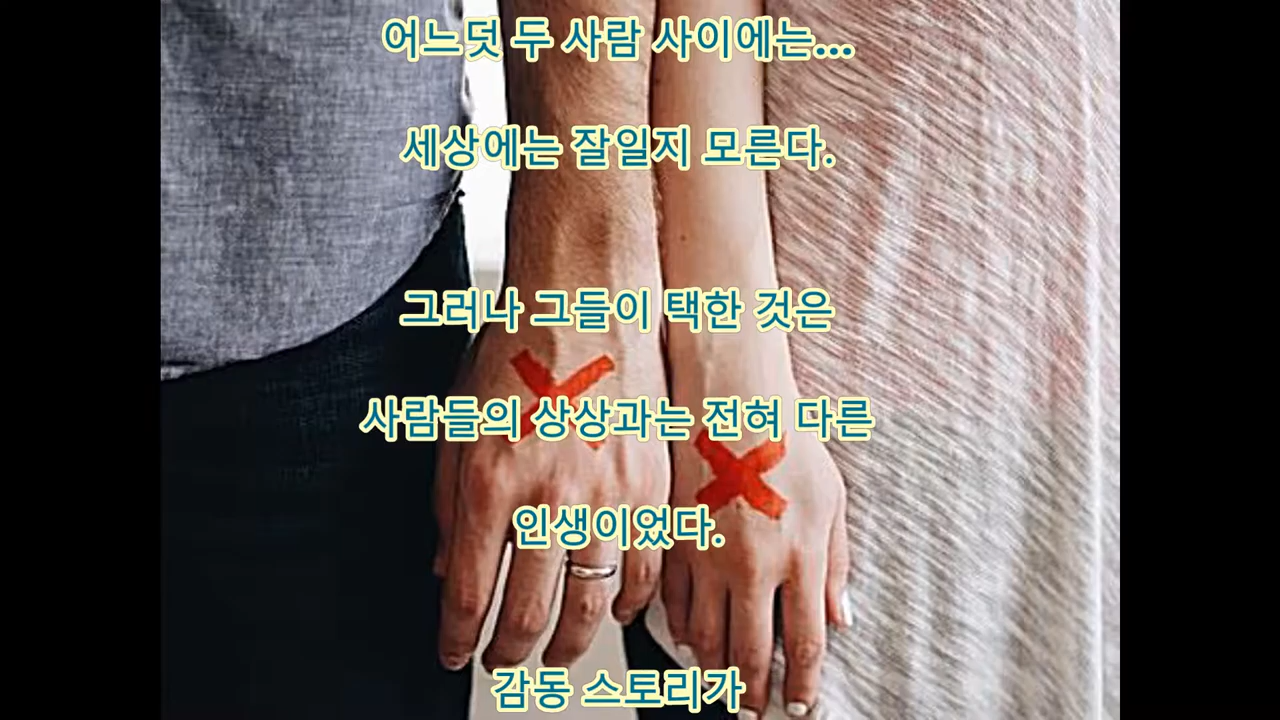 어느덧 두 사람 사이에는...
세상에는 잘일지 모른다.
그러나 그들이 택한 것은
사람들의 상상과는 전혀 다른
인생이었다.
감동 스토리가